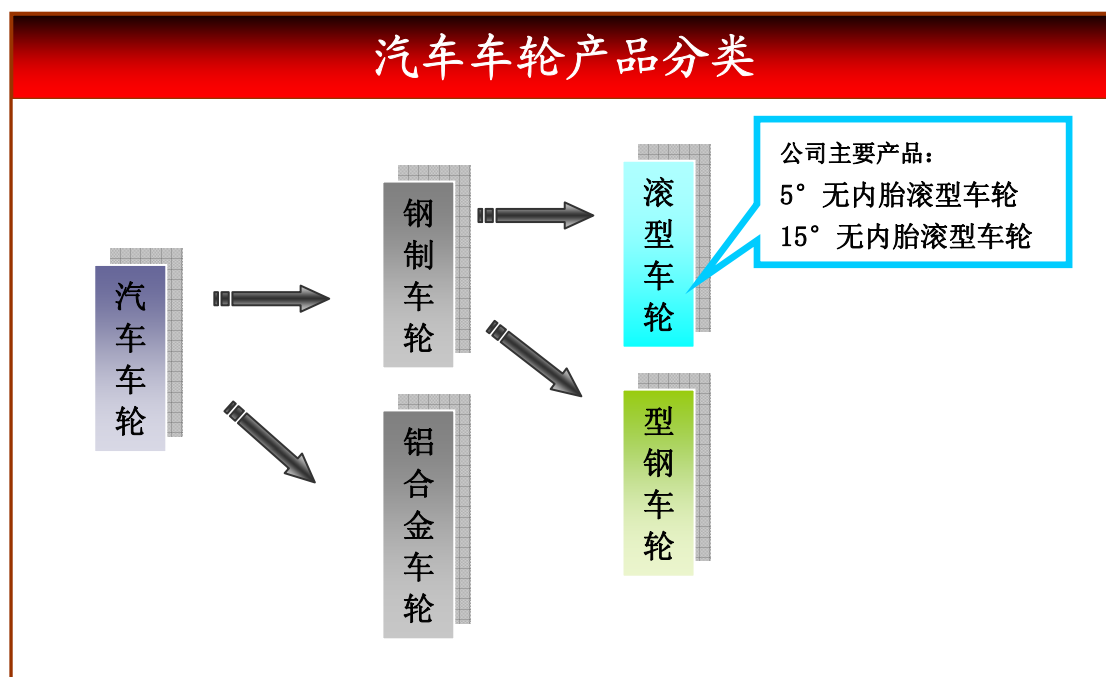 汽车车轮产品分类
公司主要产品：
5°无内胎滚型车轮
15°无内胎滚型车轮
汽车车轮
钢制车轮
铝合金车轮
滚型车轮
型钢车轮